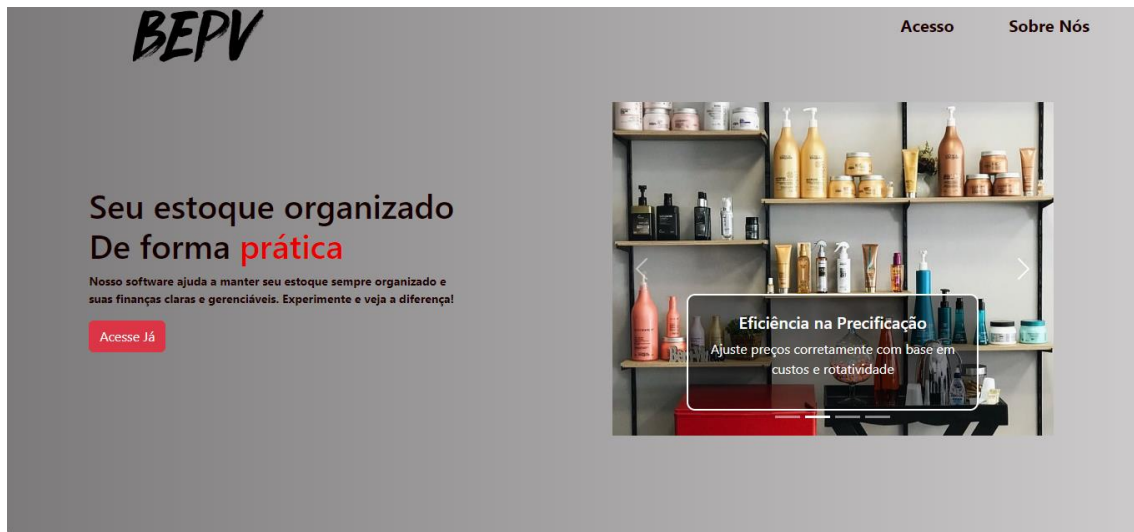 BEPV
Acesso
Sobre Nós
Seu estoque organizado
De forma prática
Nosso software ajuda a manter seu estoque sempre organizado e
suas finanças claras e gerenciáveis. Experimente e veja a diferença!
Acesse Já
Eficiência na Precificação
Ajuste preços corretamente com base em
custos e rotatividade